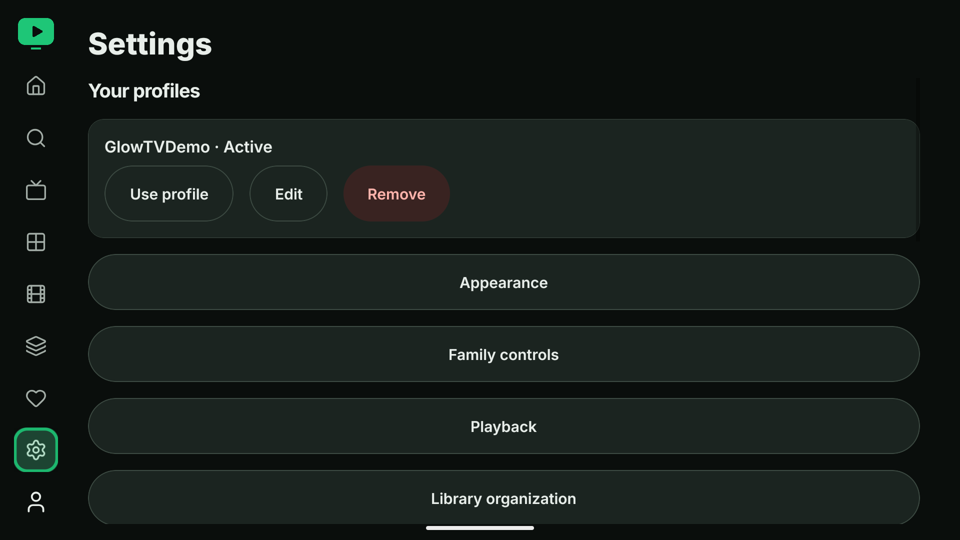 Settings
Your profiles
GlowTVDemo · Active
Use profile
Edit
Remove
Appearance
Family controls
Playback
Library organization